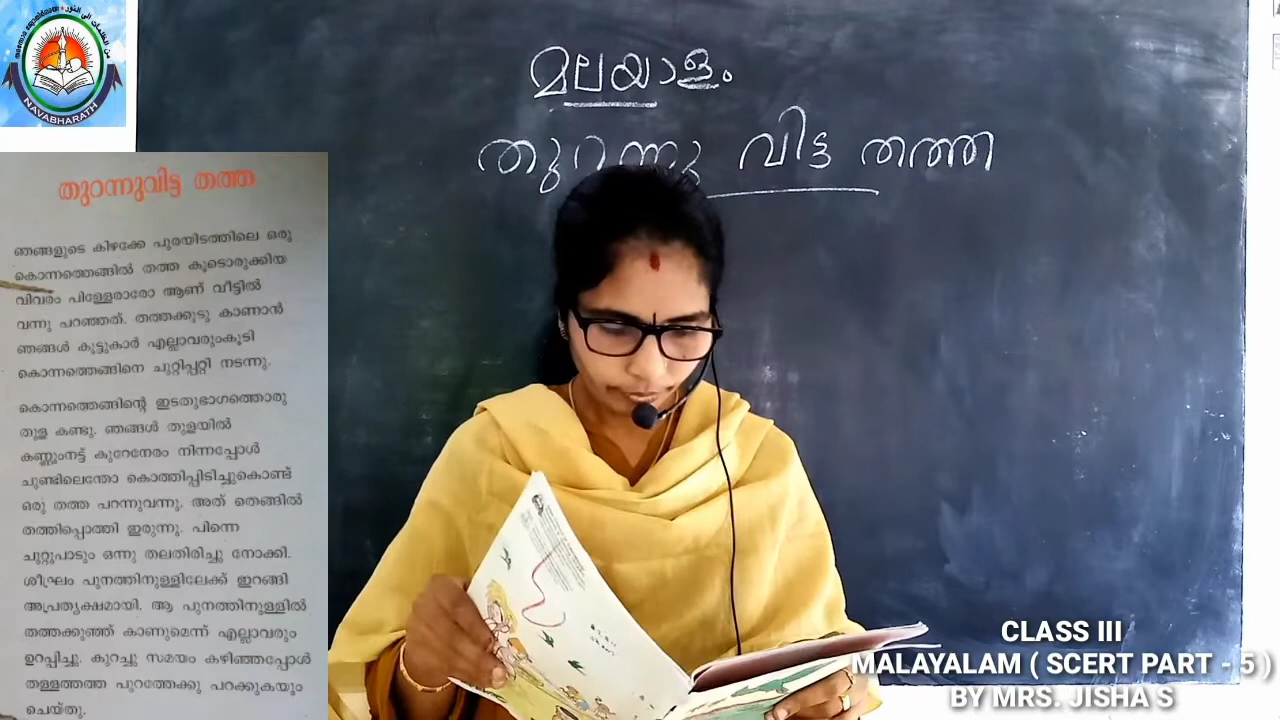 മലയാളം
തുറന്നു വിട്ട തത്ത
NAVABHARATH
തുറന്നുവിട്ട തത്ത
ഞങ്ങളുടെ കിഴക്കേ പുരയിടത്തിലെ ഒരു
കൊന്നത്തെങ്ങിൽ തത്ത കൂടൊരുക്കിയ
വിവരം പിള്ളേരാരോ ആണ് വീട്ടിൽ
വന്നു പറഞ്ഞത്. തത്തക്കൂടു കാണാൻ
ഞങ്ങൾ കൂട്ടുകാർ എല്ലാവരുംകൂടി
കൊന്നത്തെങ്ങിനെ ചുറ്റിപ്പറ്റി നടന്നു.
കൊന്നത്തെങ്ങിന്റെ ഇടതുഭാഗത്തൊരു
തുള കണ്ടു. ഞങ്ങൾ തുളയിൽ
കണ്ണുംനട്ട് കുറേനേരം നിന്നപ്പോൾ
ചുണ്ടിലെന്തോ കൊത്തിപ്പിടിച്ചുകൊണ്ട്
ഒരു തത്ത പറന്നുവന്നു. അത് തെങ്ങിൽ
തത്തിപ്പൊത്തി ഇരുന്നു. പിന്നെ
ചുറ്റുപാടും ഒന്നു തലതിരിച്ചു നോക്കി.
ശീഘ്രം പുനത്തിനുള്ളിലേക്ക് ഇറങ്ങി
അപ്രത്യക്ഷമായി. ആ പുനത്തിനുള്ളിൽ
തത്തക്കുഞ്ഞ് കാണുമെന്ന് എല്ലാവരും
ഉറപ്പിച്ചു. കുറച്ചു സമയം കഴിഞ്ഞപ്പോൾ
തള്ളത്തത്ത പുറത്തേക്കു പറക്കുകയും
ചെയ്തു.
CLASS III
MALAYALAM ( SCERT PART - 5 )
BY MRS. JISHA S